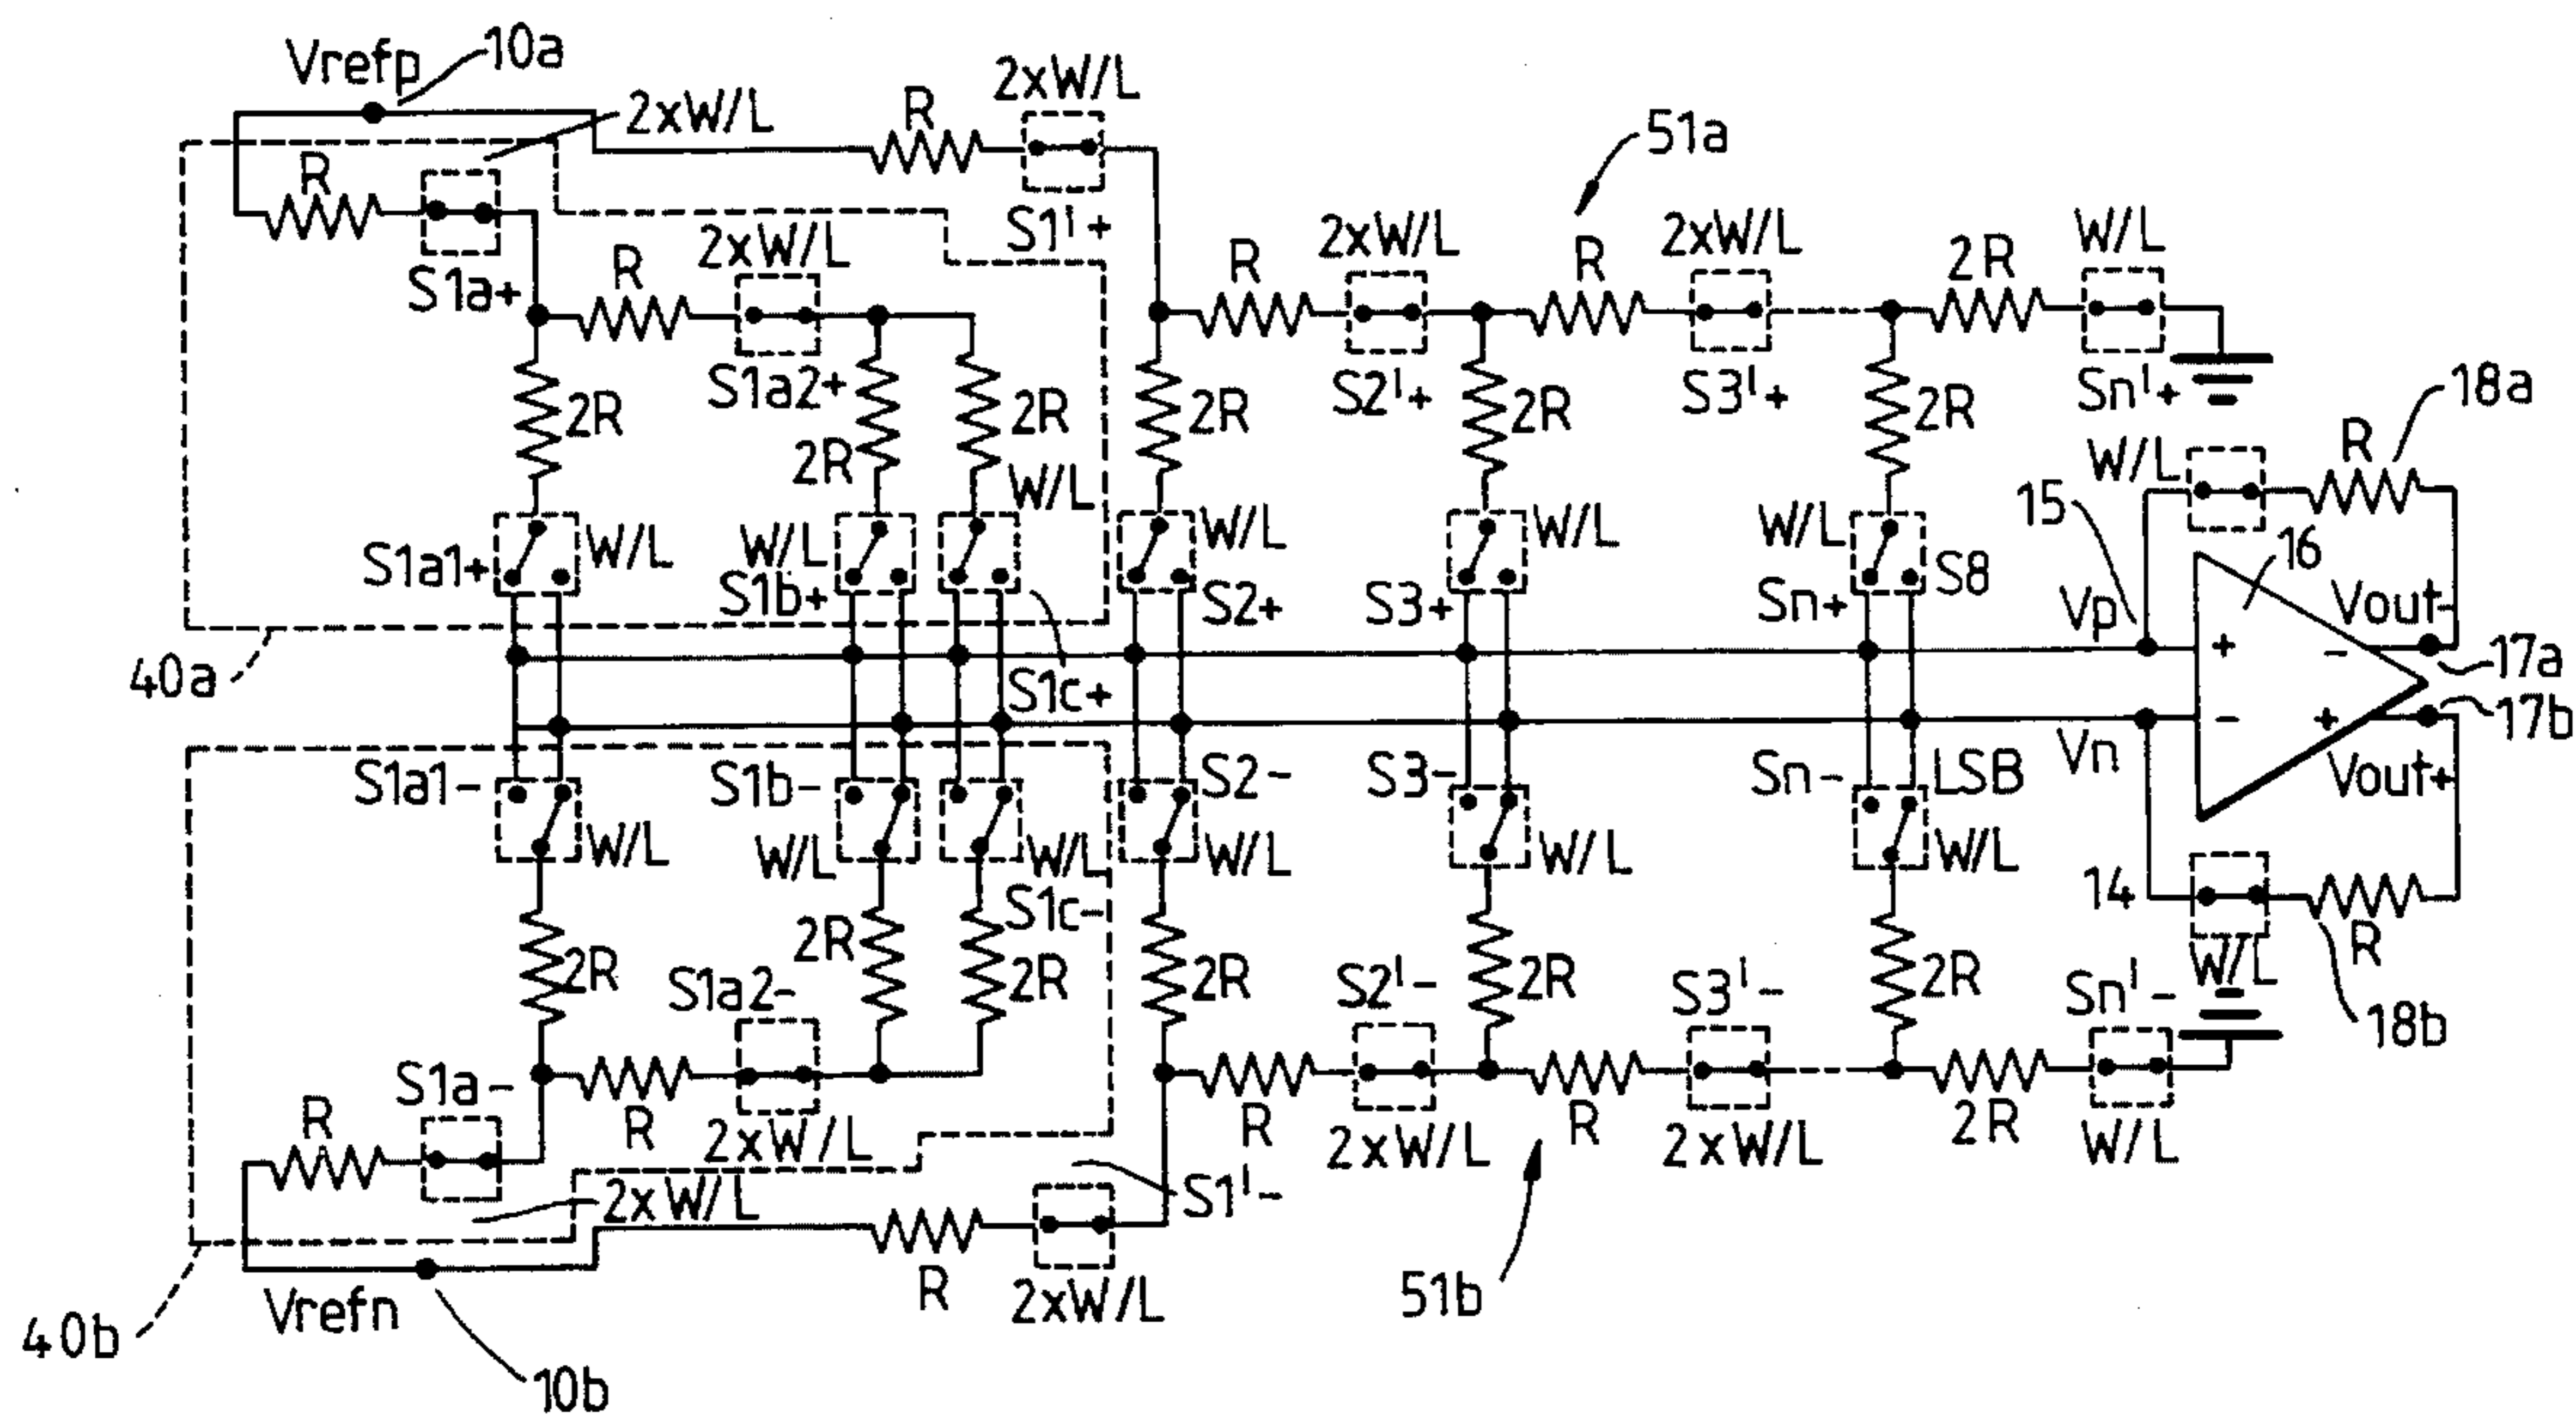 Vrefp
10a
2xW/L
R
2xW/L
51a
R
S1a+
R
2xW/L
S1'+
R
2xW/L
R
2xW/L
2R
W/L
2R
S1a2+
2R
2R
2R
S2'+
2R
S3'+
2R
Sn'+
18a
W/L
R
S1a1+
W/L
W/L
S1b+
W/L
W/L
S2+
W/L
S3+
W/L
Sn+
S8
15
16
Vp
Vout-
17a
40a
S1c+
+
-
-
+
17b
Vn
Vout+
S1a1-
W/L
S1b-
W/L
W/L
S1c-
S2-
W/L
S3-
W/L
Sn-
LSB
W/L
14
R
W/L
18b
2R
2R
2R
2R
2R
2R
S1a2-
S2'-
S3'-
Sn'-
S1a-
R
R
2xW/L
R
2xW/L
R
2xW/L
2R
W/L
2xW/L
S1'-
R
2xW/L
51b
Vrefn
40b
10b